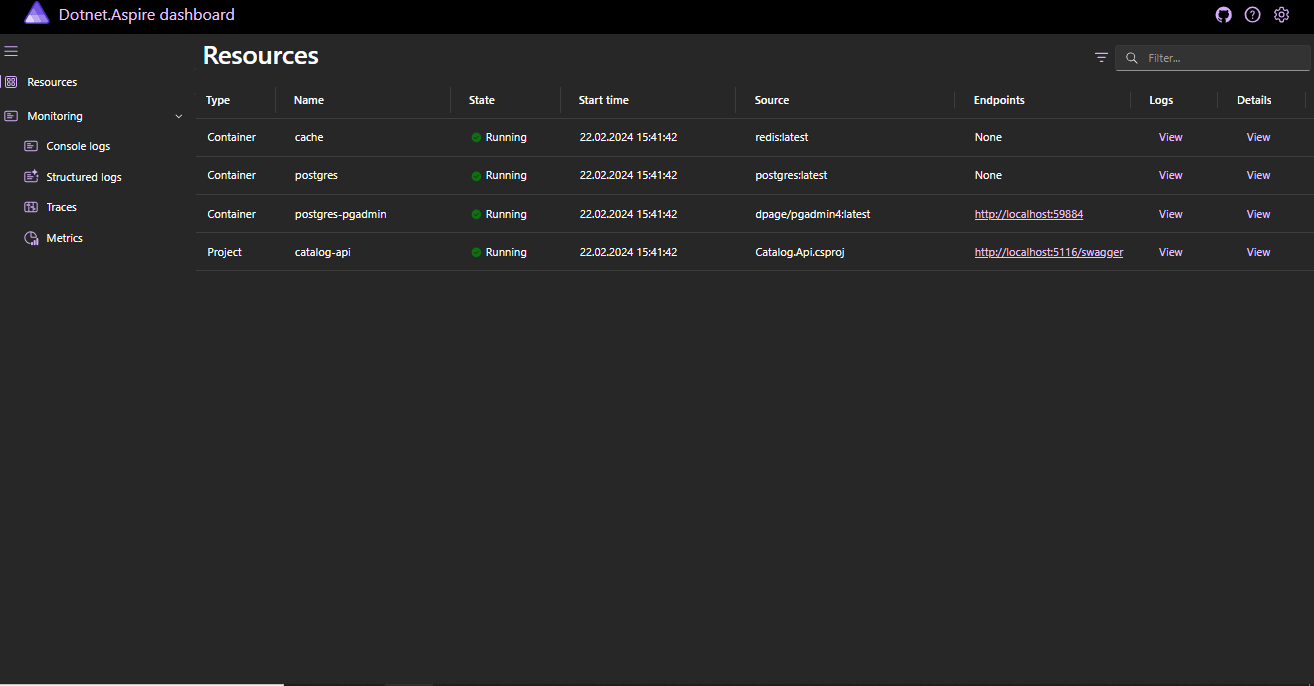 Dotnet.Aspire dashboard
Resources
Filter...
Resources
Monitoring
Console logs
Structured logs
Traces
Metrics
Type Name State Start time Source Endpoints Logs Details
Container cache Running 22.02.2024 15:41:42 redis:latest None View View
Container postgres Running 22.02.2024 15:41:42 postgres:latest None View View
Container postgres-pgadmin Running 22.02.2024 15:41:42 dpage/pgadmin4:latest http://localhost:59884 View View
Project catalog-api Running 22.02.2024 15:41:42 Catalog.Api.csproj http://localhost:5116/swagger View View